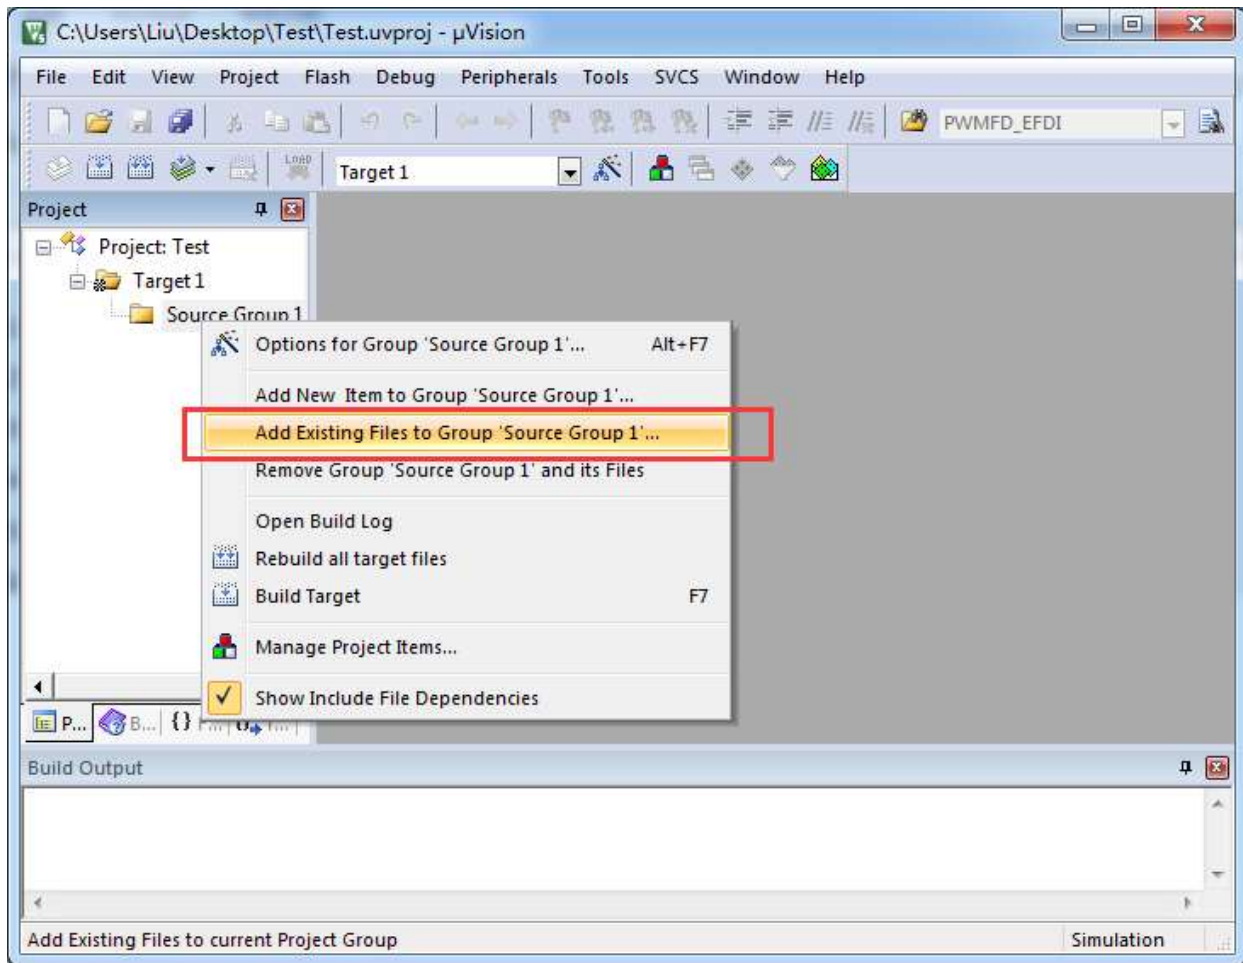 C:\Users\Liu\Desktop\Test\Test.uvproj - µVision
File Edit View Project Flash Debug Peripherals Tools SVCS Window Help
PWMFD_EFDI
LOAD Target 1
Project
Project: Test
Target 1
Source Group 1
Options for Group 'Source Group 1'... Alt+F7
Add New Item to Group 'Source Group 1'...
Add Existing Files to Group 'Source Group 1'...
Remove Group 'Source Group 1' and its Files
Open Build Log
Rebuild all target files
Build Target F7
Manage Project Items...
Show Include File Dependencies
P... B... {}
Build Output
Add Existing Files to current Project Group Simulation